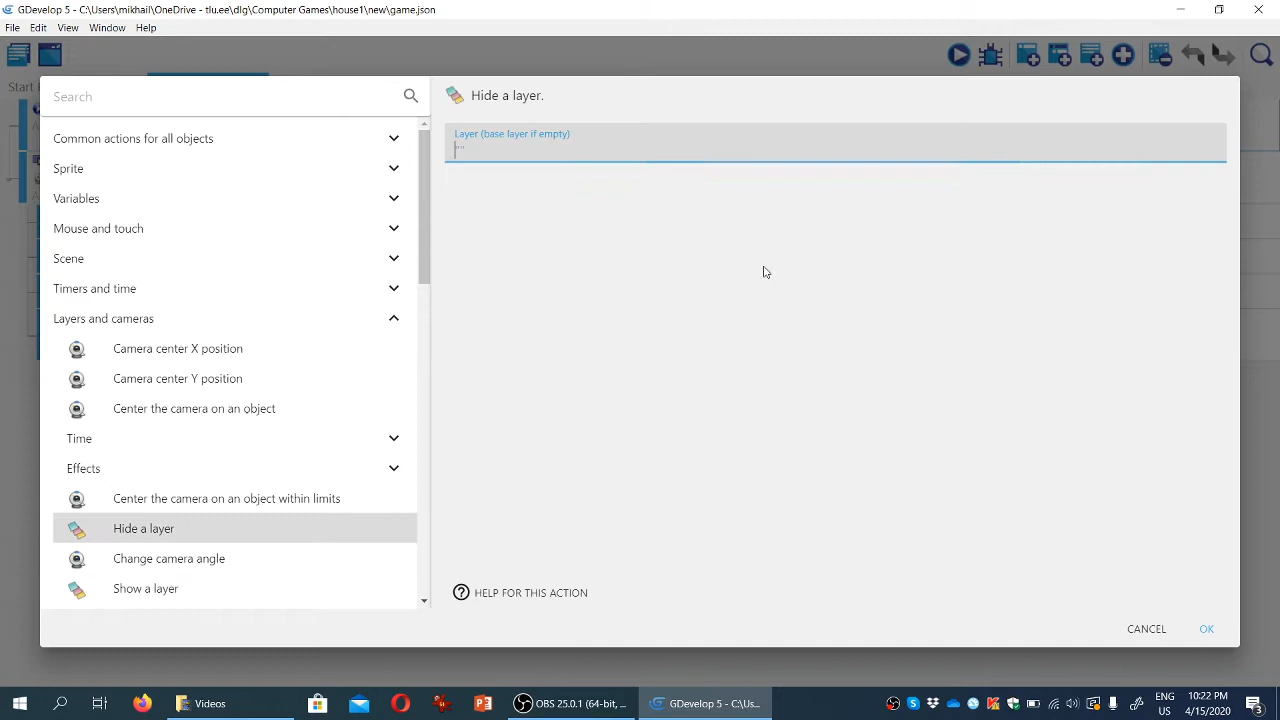 GDevelop 5 - C:\Users\mikhail\OneDrive - tlu.ee\dlg\Computer Games\house1\new\game.json
File Edit View Window Help
Start
Search
Hide a layer.
Layer (base layer if empty)
""
Common actions for all objects
Sprite
Variables
Mouse and touch
Scene
Timers and time
Layers and cameras
Camera center X position
Camera center Y position
Center the camera on an object
Time
Effects
Center the camera on an object within limits
Hide a layer
Change camera angle
Show a layer
HELP FOR THIS ACTION
CANCEL OK
Videos
OBS 25.0.1 (64-bit, ...
GDevelop 5 - C:\Us...
ENG
US
10:22 PM
4/15/2020
3